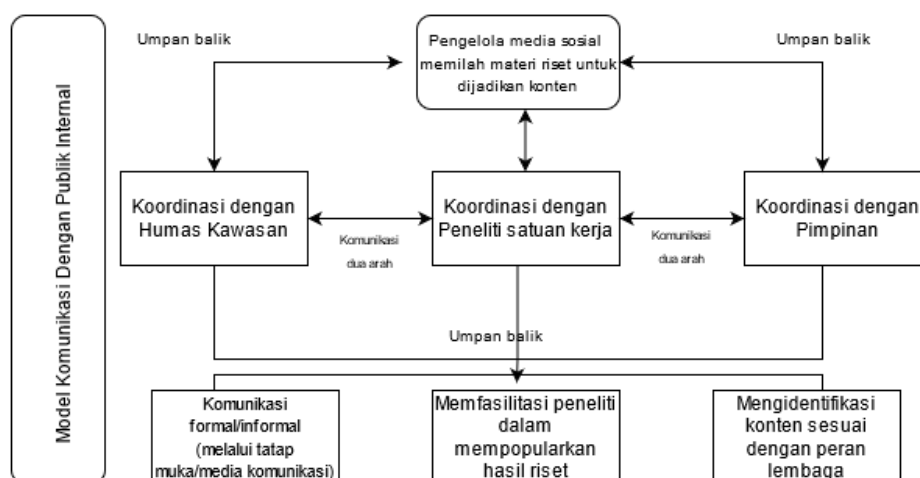 Model Komunikasi Dengan Publik Internal
Umpan balik
Pengelola media sosial
memilah materi riset untuk
dijadikan konten
Umpan balik
Koordinasi dengan
Humas Kawasan
Komunikasi
dua arah
Koordinasi dengan
Peneliti satuan kerja
Komunikasi
dua arah
Koordinasi dengan
Pimpinan
Umpan balik
Komunikasi
formal/informal
(melalui tatap
muka/media komunikasi)
Memfasilitasi peneliti
dalam
mempopularkan
hasil riset
Mengidentifikasi
konten sesuai
dengan peran
lembaga